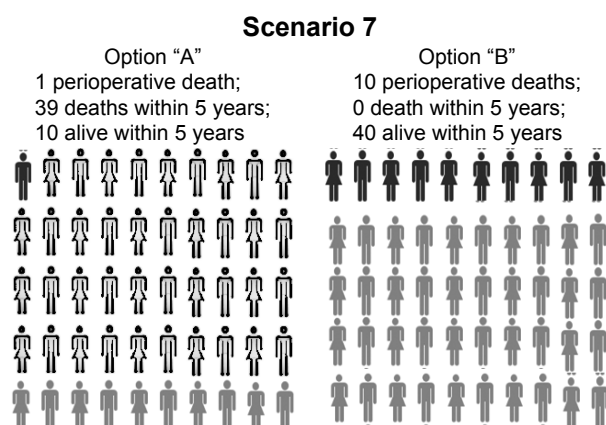 Scenario 7
Option “A”
1 perioperative death;
39 deaths within 5 years;
10 alive within 5 years
Option “B”
10 perioperative deaths;
0 death within 5 years;
40 alive within 5 years